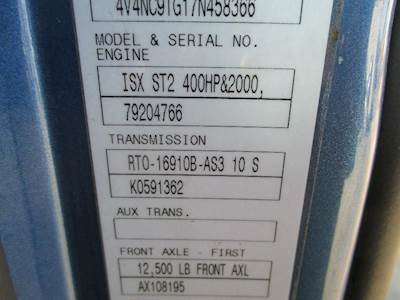 4V4NC9TG17N458366
MODEL & SERIAL NO.
ENGINE
ISX ST2 400HP&2000,
79204766
TRANSMISSION
RTO-16910B-AS3 10 S
K0591362
AUX TRANS.
FRONT AXLE - FIRST
12,500 LB FRONT AXL
AX108195